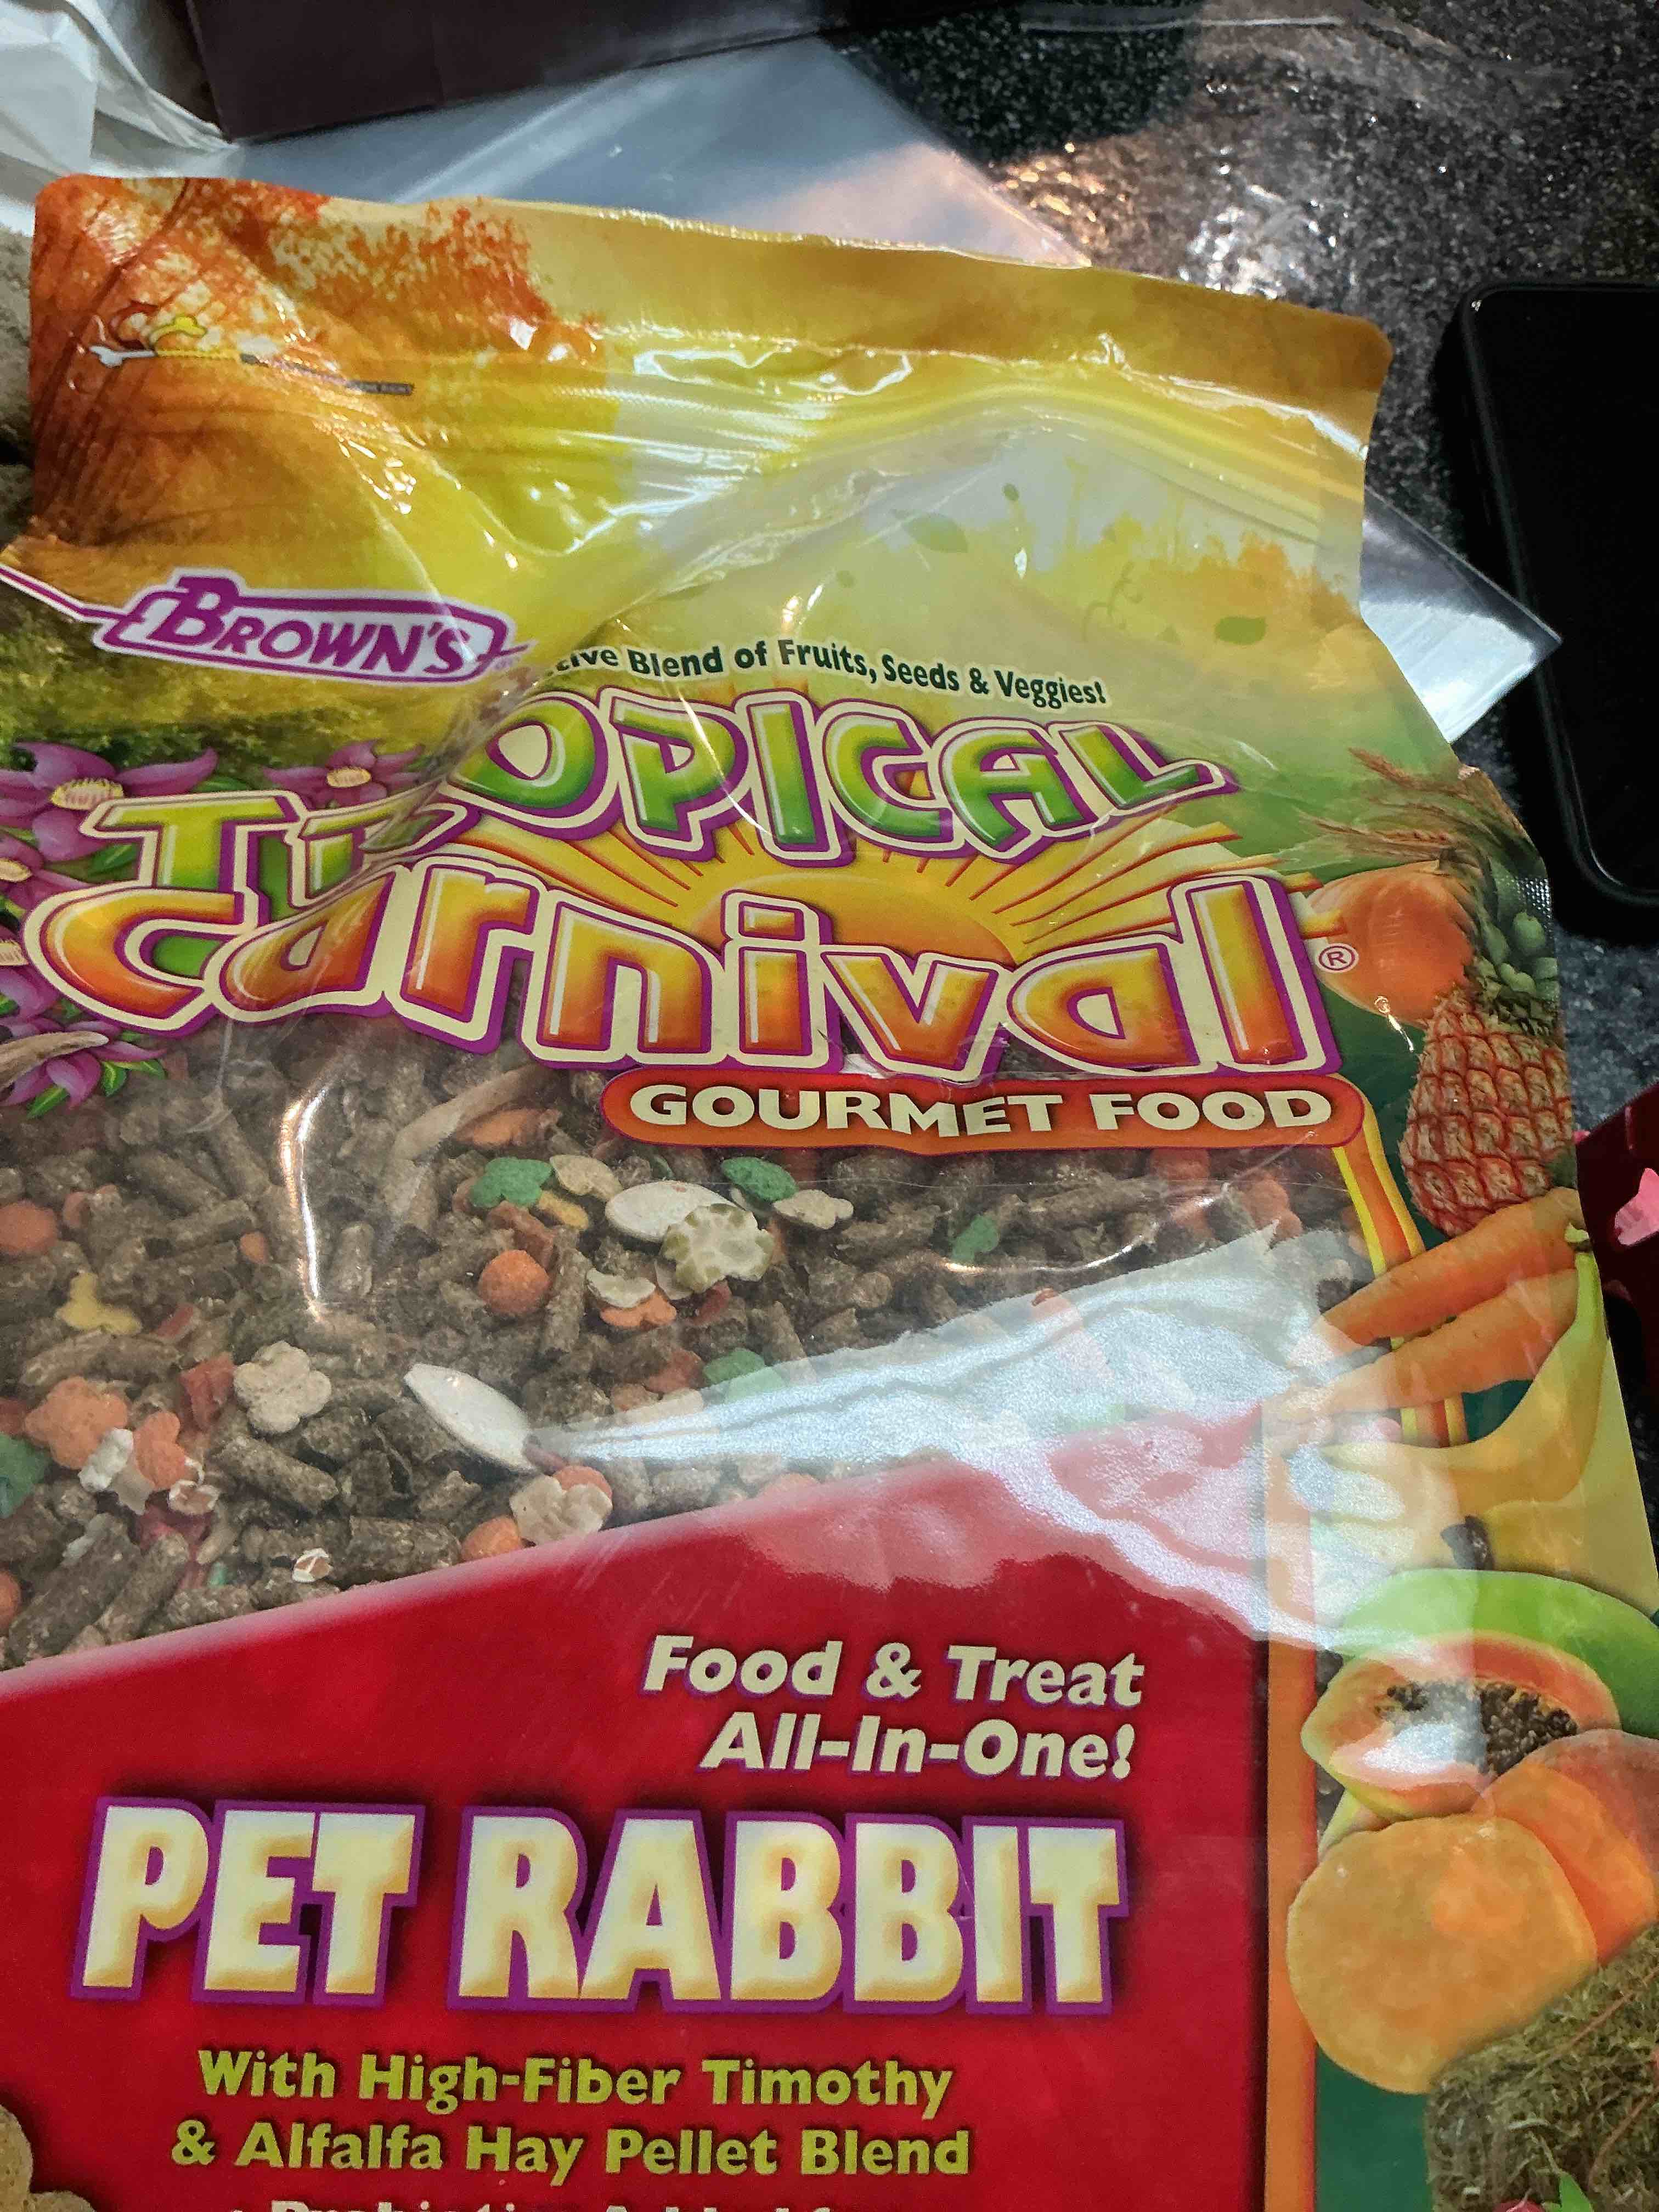 BROWN'S
Blend of Fruits, Seeds & Veggies!
TROPICAL
Carnival®
GOURMET FOOD
Food & Treat
All-In-One!
PET RABBIT
With High-Fiber Timothy
& Alfalfa Hay Pellet Blend